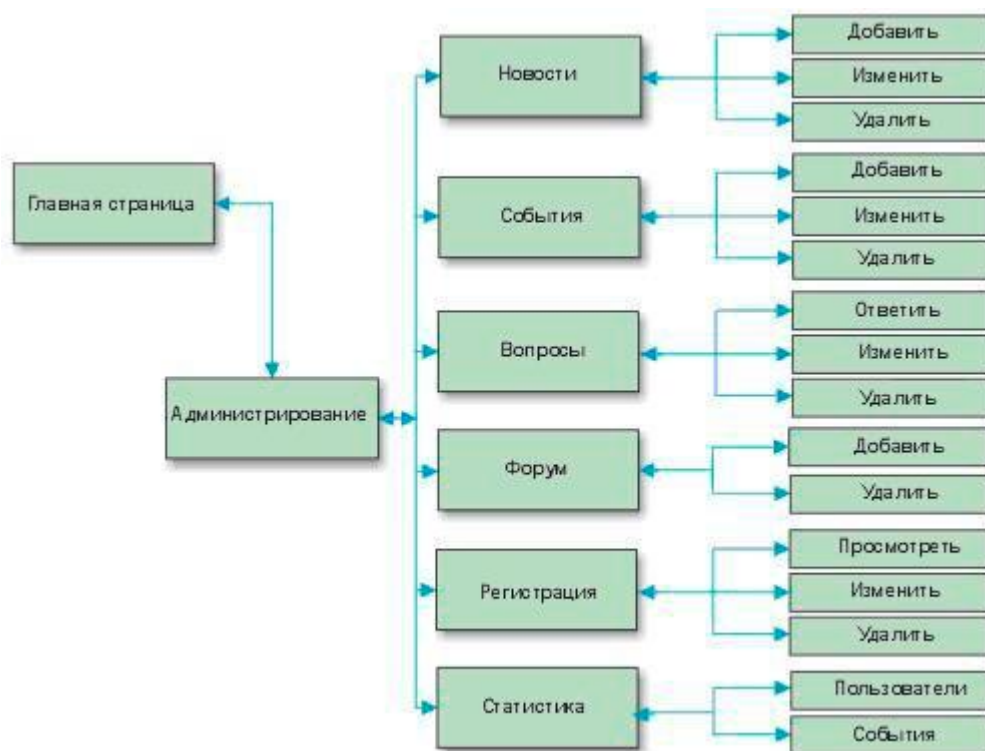 Главная страница
Администрирование
Новости
Добавить
Изменить
Удалить
События
Добавить
Изменить
Удалить
Вопросы
Ответить
Изменить
Удалить
Форум
Добавить
Удалить
Регистрация
Просмотреть
Изменить
Удалить
Статистика
Пользователи
События